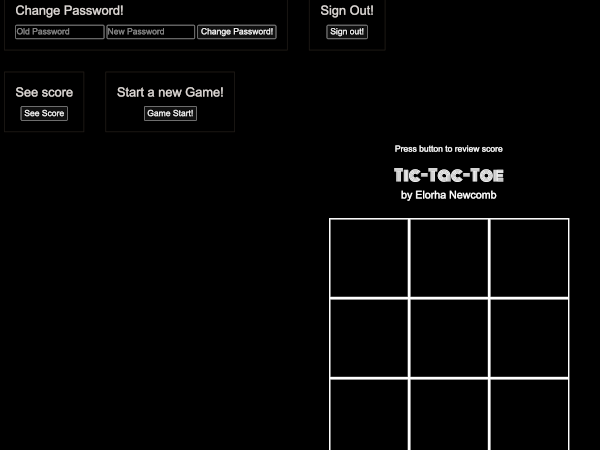 Change Password!
Old Password New Password Change Password!
Sign Out!
Sign out!
See score
See Score
Start a new Game!
Game Start!
Press button to review score
Tic-Tac-Toe
by Elorha Newcomb